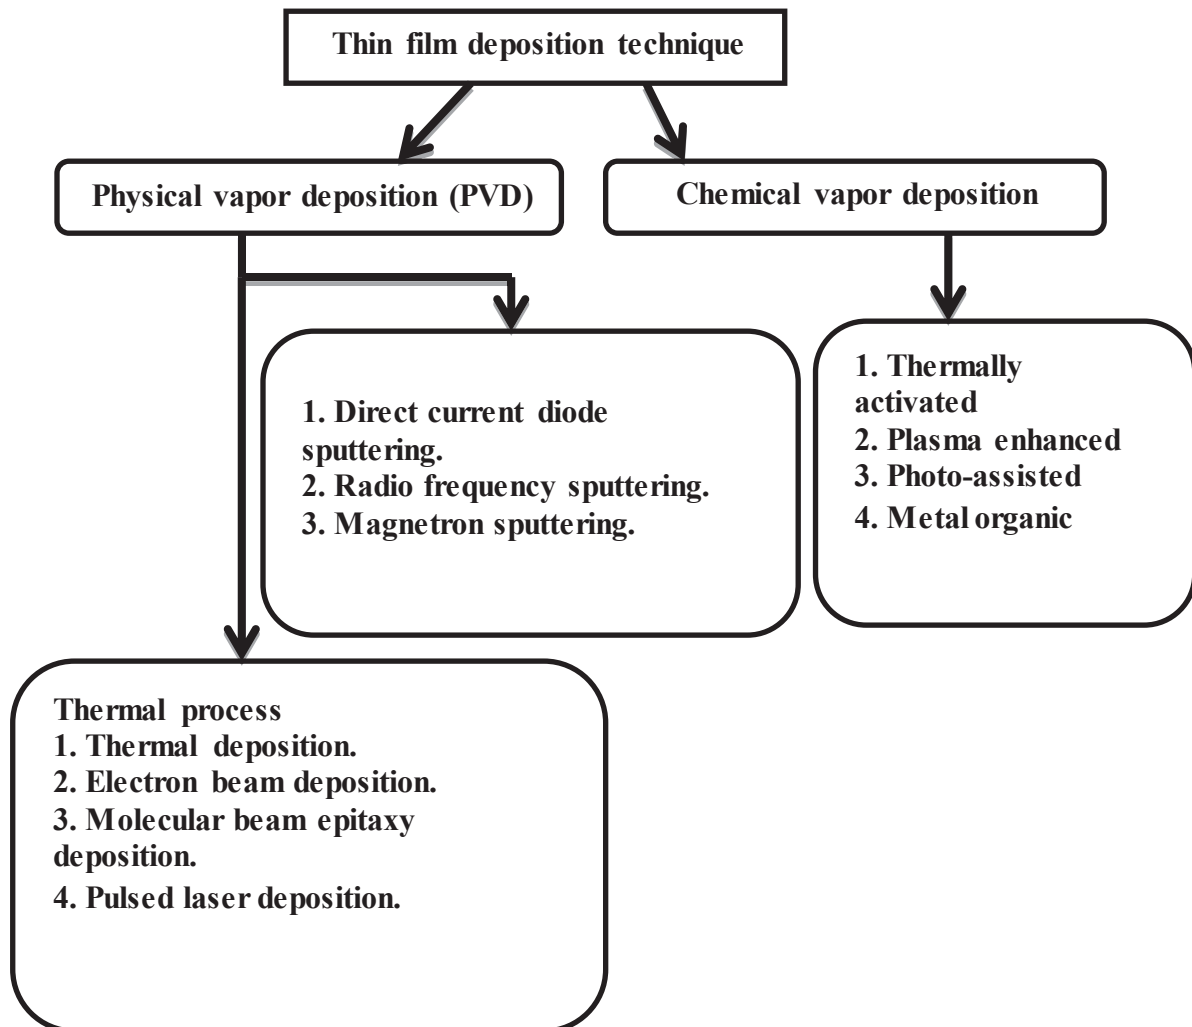 Thin film deposition technique
Physical vapor deposition (PVD)
Chemical vapor deposition
1. Direct current diode
sputtering.
2. Radio frequency sputtering.
3. Magnetron sputtering.
1. Thermally
activated
2. Plasma enhanced
3. Photo-assisted
4. Metal organic
Thermal process
1. Thermal deposition.
2. Electron beam deposition.
3. Molecular beam epitaxy
deposition.
4. Pulsed laser deposition.